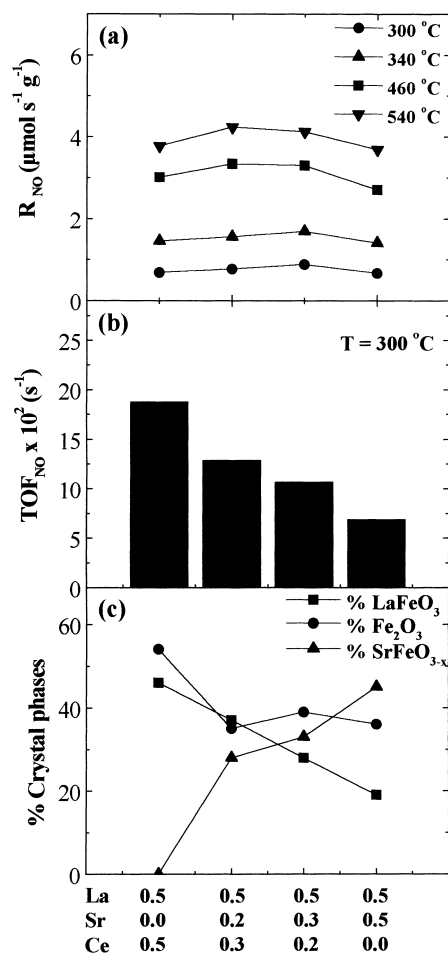 (a)
300 °C
340 °C
460 °C
540 °C
R_NO (μmol s⁻¹ g⁻¹)
6
4
2
0
(b)
T = 300 °C
TOF_NO x 10² (s⁻¹)
25
20
15
10
5
0
(c)
% LaFeO₃
% Fe₂O₃
% SrFeO₃₋ₓ
% Crystal phases
60
40
20
0
La 0.5 0.5 0.5 0.5
Sr 0.0 0.2 0.3 0.5
Ce 0.5 0.3 0.2 0.0